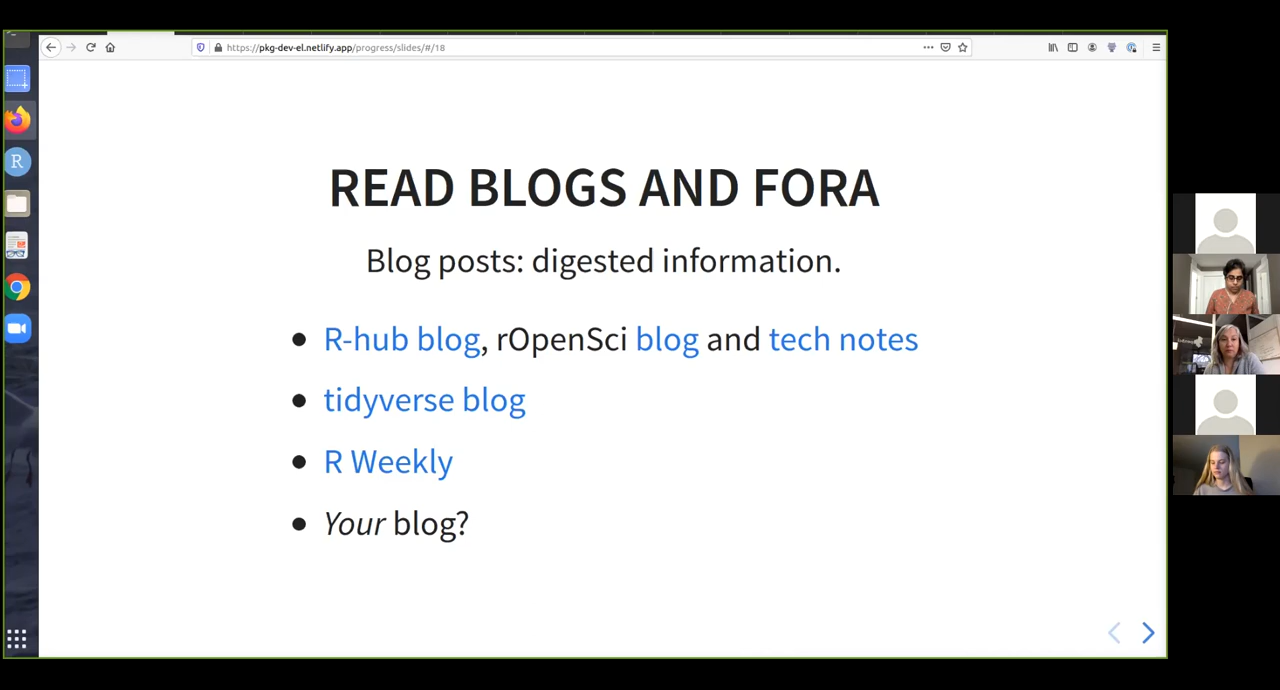 https://pkg-dev-el.netlify.app/progress/slides/#/18
READ BLOGS AND FORA
Blog posts: digested information.
R-hub blog, rOpenSci blog and tech notes
tidyverse blog
R Weekly
Your blog?
R